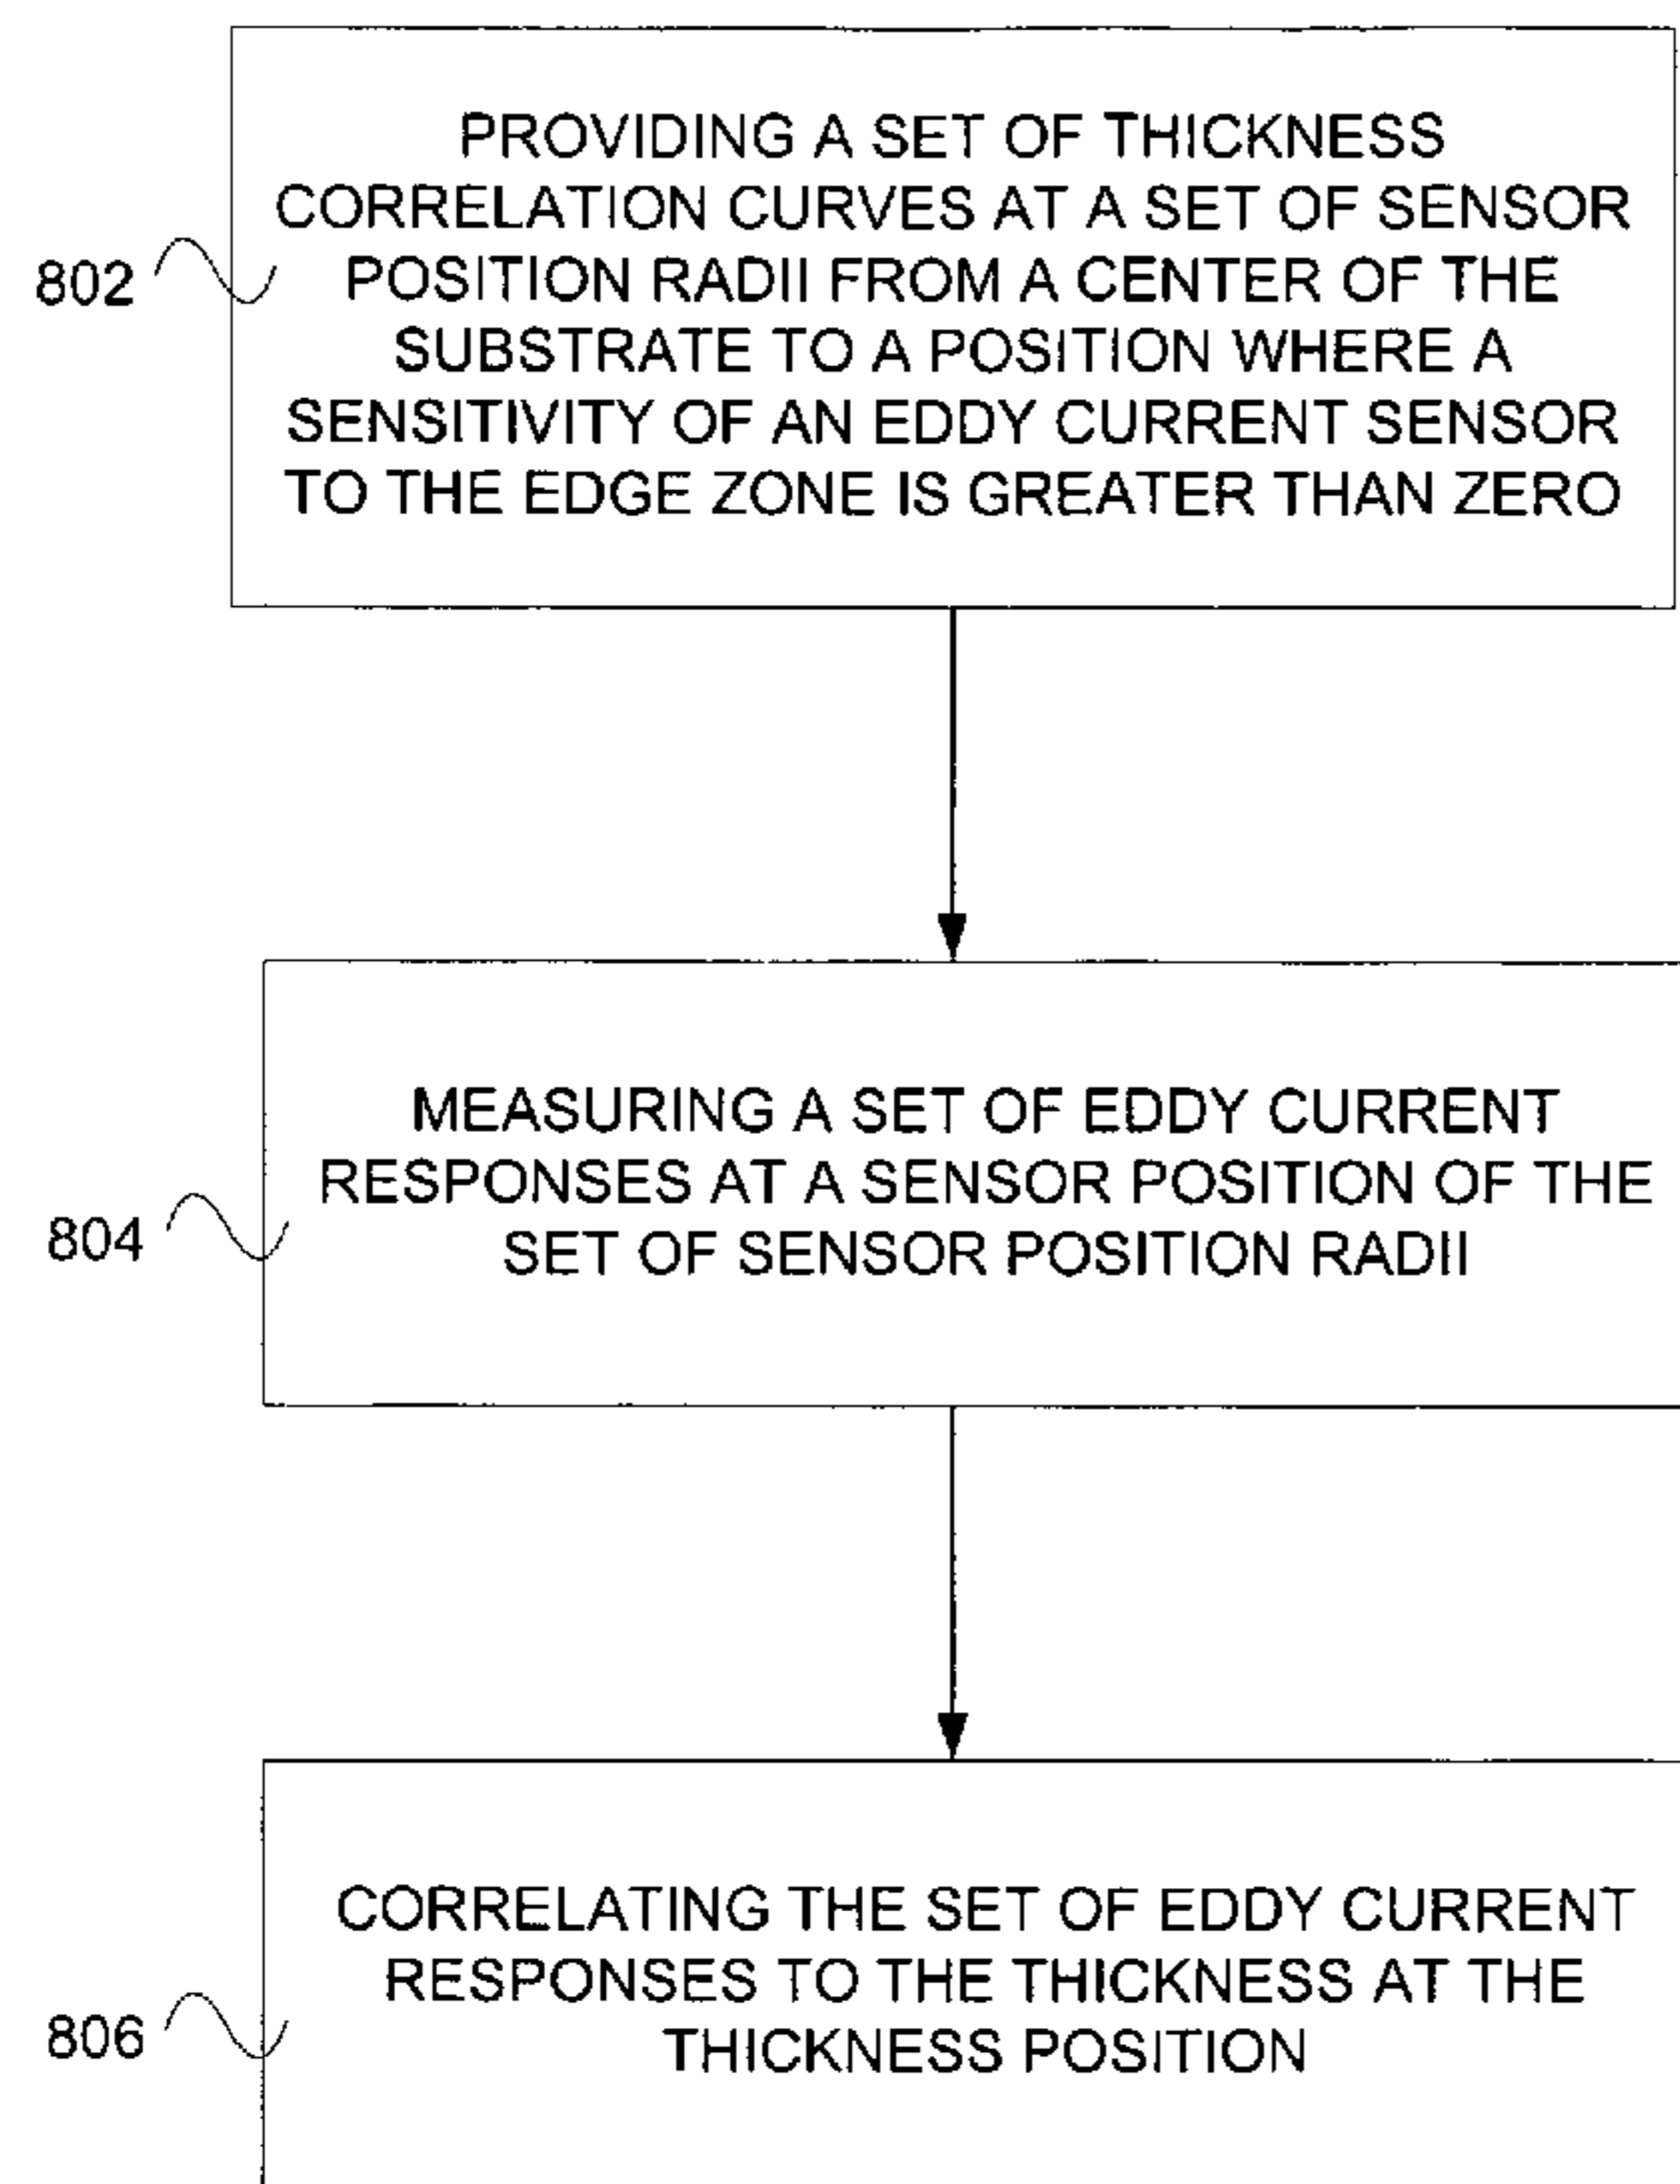 PROVIDING A SET OF THICKNESS
CORRELATION CURVES AT A SET OF SENSOR
POSITION RADII FROM A CENTER OF THE
SUBSTRATE TO A POSITION WHERE A
SENSITIVITY OF AN EDDY CURRENT SENSOR
TO THE EDGE ZONE IS GREATER THAN ZERO
802
MEASURING A SET OF EDDY CURRENT
RESPONSES AT A SENSOR POSITION OF THE
SET OF SENSOR POSITION RADII
804
CORRELATING THE SET OF EDDY CURRENT
RESPONSES TO THE THICKNESS AT THE
THICKNESS POSITION
806